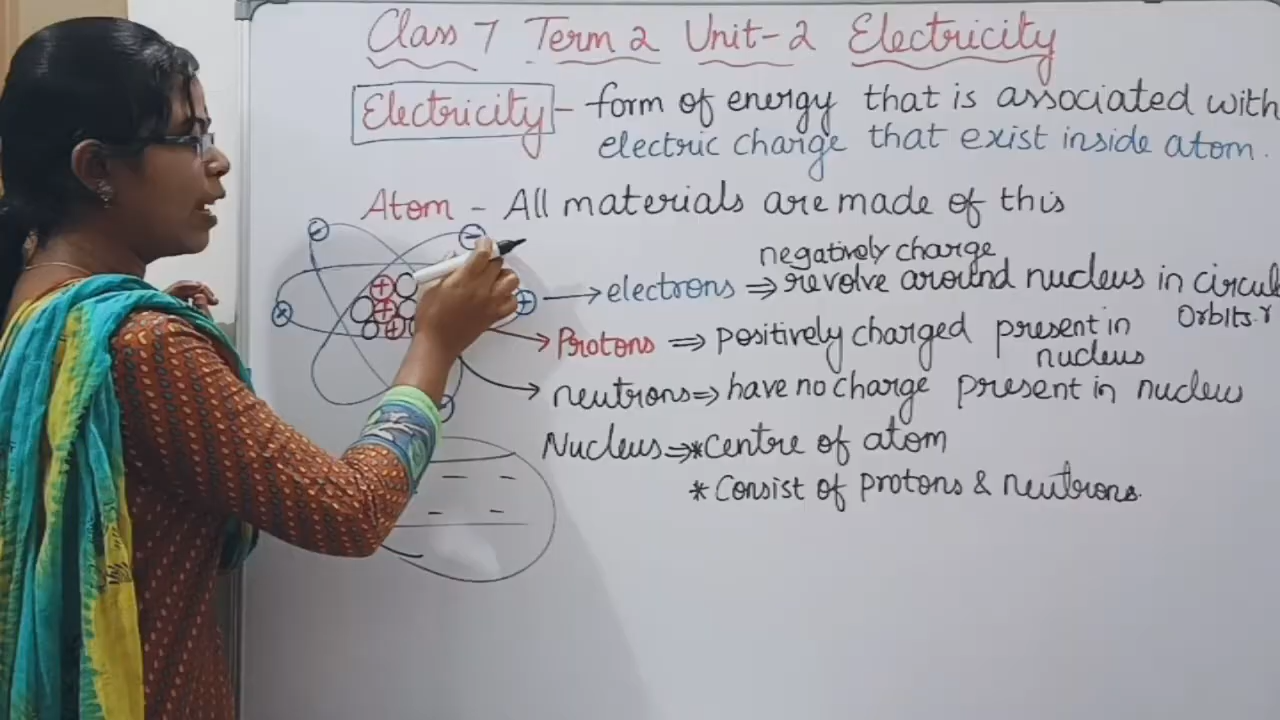 Class 7 Term 2 Unit-2 Electricity
Electricity - form of energy that is associated with
electric charge that exist inside atom.
Atom - All materials are made of this
negatively charge
→ electrons ⇒ revolve around nucleus in circul
Orbits.
→ Protons ⇒ positively charged present in
nucleus
→ neutrons ⇒ have no charge present in nucleus
Nucleus ⇒ * Centre of atom
* Consist of protons & neutrons.